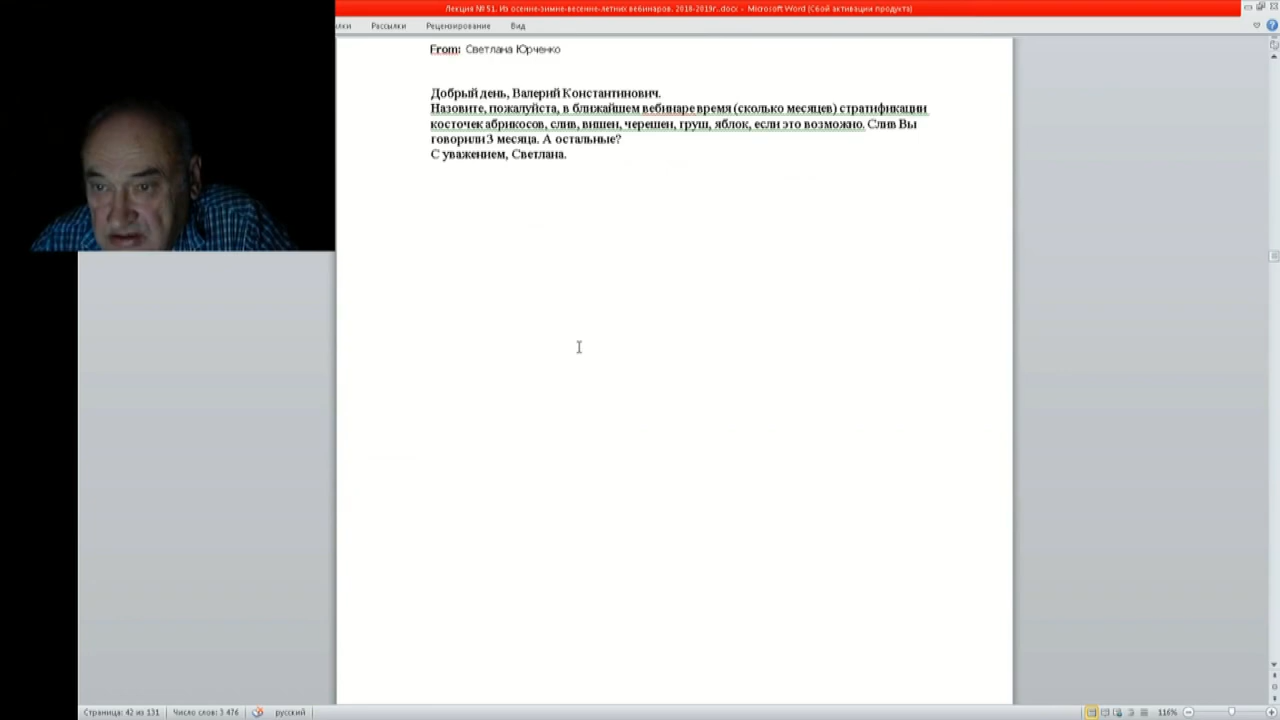 Лекция №51. Из осенне-зимне-весенне-летних вебинаров. 2018-2019г..docx - Microsoft Word (Сбой активации продукта)
лки Рассылки Рецензирование Вид
From: Светлана Юрченко
Добрый день, Валерий Константинович.
Назовите, пожалуйста, в ближайшем вебинаре время (сколько месяцев) стратификации
косточек абрикосов, слив, вишен, черешен, груш, яблок, если это возможно. Слив Вы
говорили 3 месяца. А остальные?
С уважением, Светлана.
Страница: 42 из 131 Число слов: 3 476 русский 116%